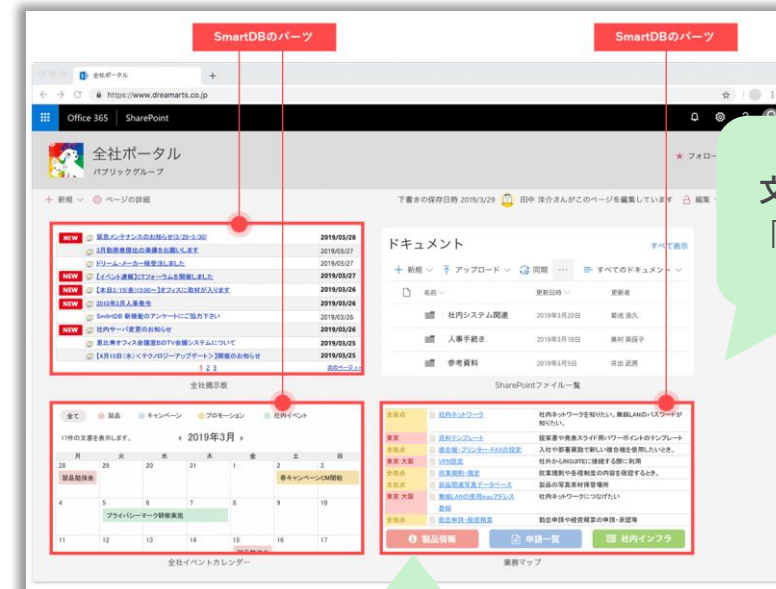 SmartDBのパーツ
SmartDBのパーツ
全社ポータル
https://www.dreamarts.co.jp
Office 365 SharePoint
全社ポータル
パブリックグループ
★ フォロー
+ 新規 ページの詳細
下書きの保存日時 2019/3/29 田中 洋介さんがこのページを編集しています 編集
NEW 緊急メンテナンスのお知らせ(3/29-3/30) 2019/03/28
3月勤務表提出の準備をお願いします 2019/03/27
ドリーム・メーカー様受注しました 2019/03/27
NEW 【イベント速報】CTフォーラムを開催しました 2019/03/27
NEW 【本日3/15(金)13:00~】オフィスに取材が入ります 2019/03/26
NEW 2019年3月人事発令 2019/03/26
SmartDB 新機能のアンケートにご協力下さい 2019/03/26
NEW 社内サーバ変更のお知らせ 2019/03/26
恵比寿オフィス会議室BのTV会議システムについて 2019/03/25
【4月10日(水)<テクノロジーアップデート>】開催のお知らせ 2019/03/25
1 2 3 次のページ>>
全社掲示板
ドキュメント すべて表示
+ 新規 アップロード 同期 … すべてのドキュメント
名前 更新日時 更新者
社内システム関連 2019年3月20日 菊池 浩久
人事手続き 2019年3月18日 奥村 英保子
参考資料 2019年3月5日 井出 武男
SharePointファイル一覧
全て 製品 キャンペーン プロモーション 社内イベント
17件の文書を表示します。 2019年3月
月 火 水 木 金 土 日
28 29 30 31 1 2 3
製品勉強会 春キャンペーンCM開始
4 5 6 7 8 9 10
プライバシーマーク研修実施
11 12 13 14 15 16 17
全社イベントカレンダー
全拠点 社内ネットワーク 社内ネットワークを知りたい。無線LANのパスワードが
知りたい。
東京 資料テンプレート 提案書や発表スライド用パワーポイントのテンプレート
全拠点 複合機・プリンター・FAXの設定 入社や部署異動で新しい複合機を使用したいとき。
東京 大阪 VPN設定 社外からINSUITEに接続する際に利用
全拠点 就業規則・規定 就業規則や各種制度の内容を確認するとき。
全拠点 製品関連写真データベース 製品の写真素材保管場所
東京 大阪 無線LANの使用macアドレス 社内ネットワークにつなげたい
登録
全拠点 勤怠申請・経費精算 勤怠申請や経費精算の申請・承認等
製品情報 申請一覧 社内インフラ
業務マップ